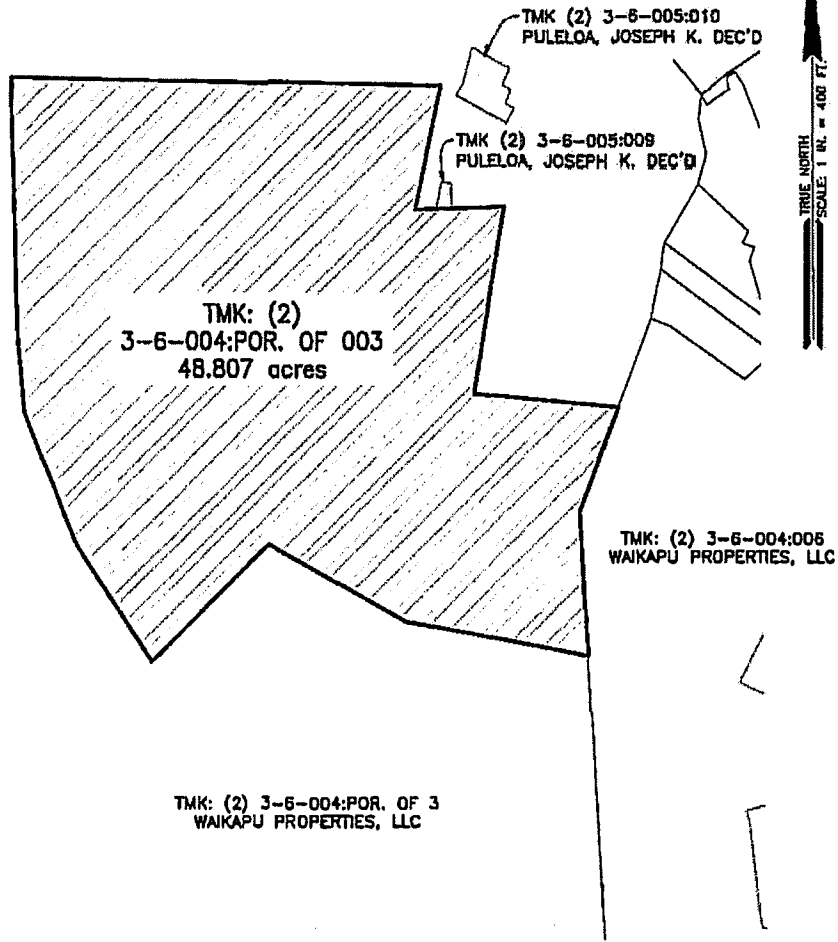 TMK (2) 3-6-005:010
PULELOA, JOSEPH K. DEC'D
TMK (2) 3-6-005:009
PULELOA, JOSEPH K. DEC'D
TRUE NORTH
SCALE: 1 IN. = 400 FT.
TMK: (2)
3-6-004:POR. OF 003
48.807 acres
TMK: (2) 3-6-004:006
WAIKAPU PROPERTIES, LLC
TMK: (2) 3-6-004:POR. OF 3
WAIKAPU PROPERTIES, LLC